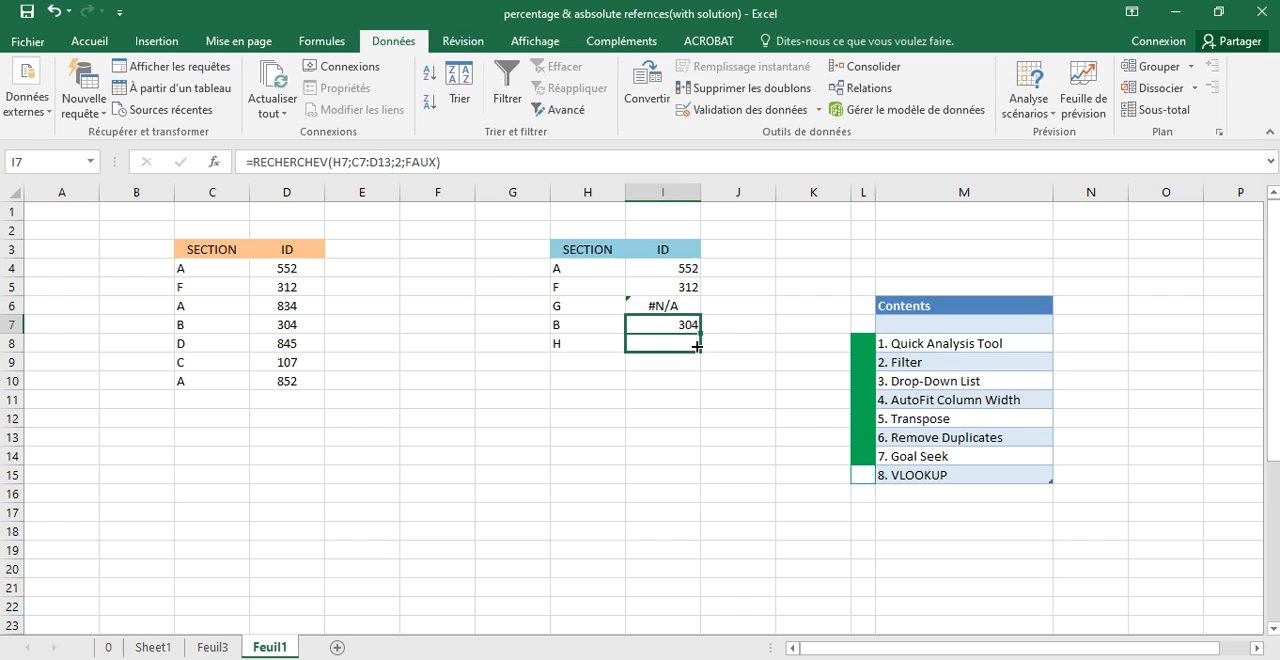 percentage & asbsolute refernces(with solution) - Excel
Fichier Accueil Insertion Mise en page Formules Données Révision Affichage Compléments ACROBAT Dites-nous ce que vous voulez faire. Connexion Partager
Données externes
Nouvelle requête
Afficher les requêtes
À partir d'un tableau
Sources récentes
Récupérer et transformer
Actualiser tout
Connexions
Propriétés
Modifier les liens
Connexions
Trier
Filtrer
Effacer
Réappliquer
Avancé
Trier et filtrer
Convertir
Remplissage instantané
Supprimer les doublons
Validation des données
Consolider
Relations
Gérer le modèle de données
Outils de données
Analyse scénarios
Feuille de prévision
Prévision
Grouper
Dissocier
Sous-total
Plan
I7 fx =RECHERCHEV(H7;C7:D13;2;FAUX)
A B C D E F G H I J K L M N O P
1
2
3 SECTION ID SECTION ID
4 A 552 A 552
5 F 312 F 312
6 A 834 G #N/A Contents
7 B 304 B 304
8 D 845 H 1. Quick Analysis Tool
9 C 107 2. Filter
10 A 852 3. Drop-Down List
11 4. AutoFit Column Width
12 5. Transpose
13 6. Remove Duplicates
14 7. Goal Seek
15 8. VLOOKUP
16
17
18
19
20
21
22
23
0 Sheet1 Feuil3 Feuil1